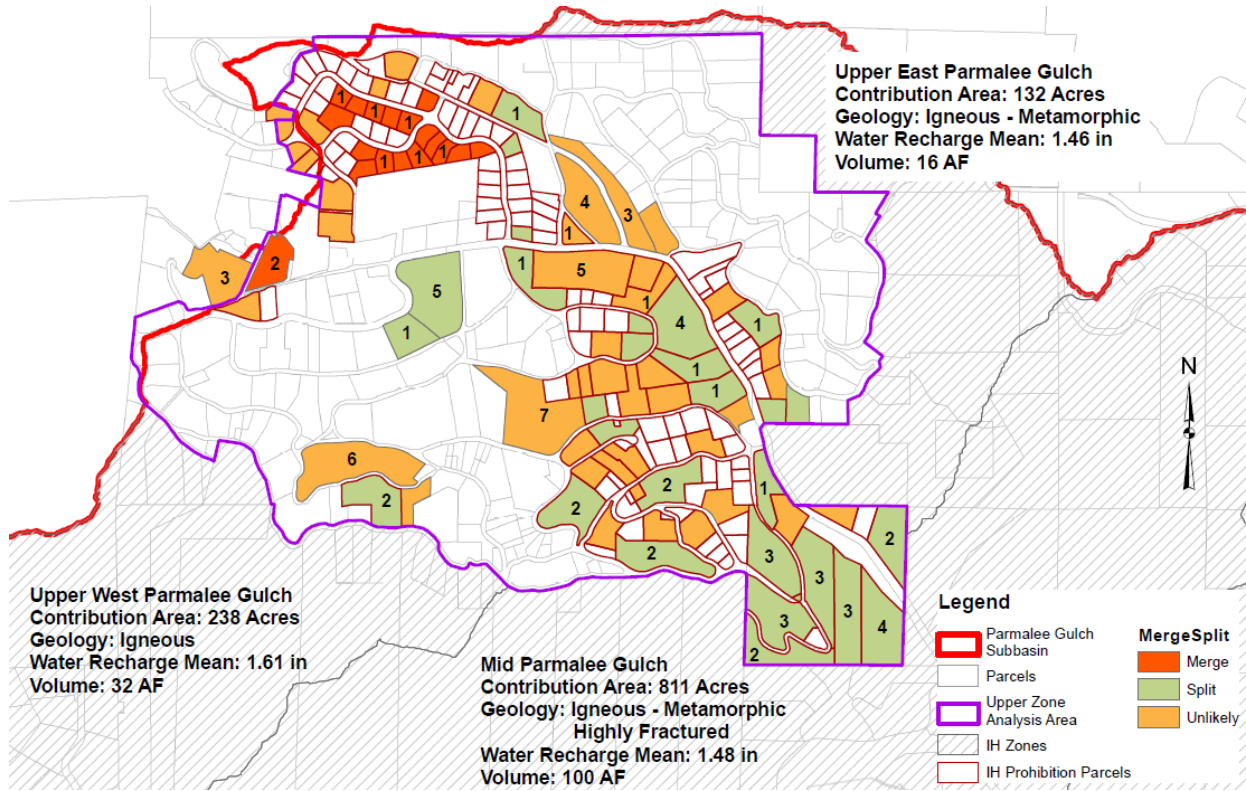 Upper East Parmalee Gulch
Contribution Area: 132 Acres
Geology: Igneous - Metamorphic
Water Recharge Mean: 1.46 in
Volume: 16 AF
1
1
1
1
1
1
1
1
4
3
1
3
2
1
5
5
1
1
4
1
1
1
1
7
6
2
2
2
1
2
2
3
3
3
3
4
2
N
Upper West Parmalee Gulch
Contribution Area: 238 Acres
Geology: Igneous
Water Recharge Mean: 1.61 in
Volume: 32 AF
Mid Parmalee Gulch
Contribution Area: 811 Acres
Geology: Igneous - Metamorphic
Highly Fractured
Water Recharge Mean: 1.48 in
Volume: 100 AF
Legend
Parmalee Gulch
Subbasin
Parcels
Upper Zone
Analysis Area
IH Zones
IH Prohibition Parcels
MergeSplit
Merge
Split
Unlikely